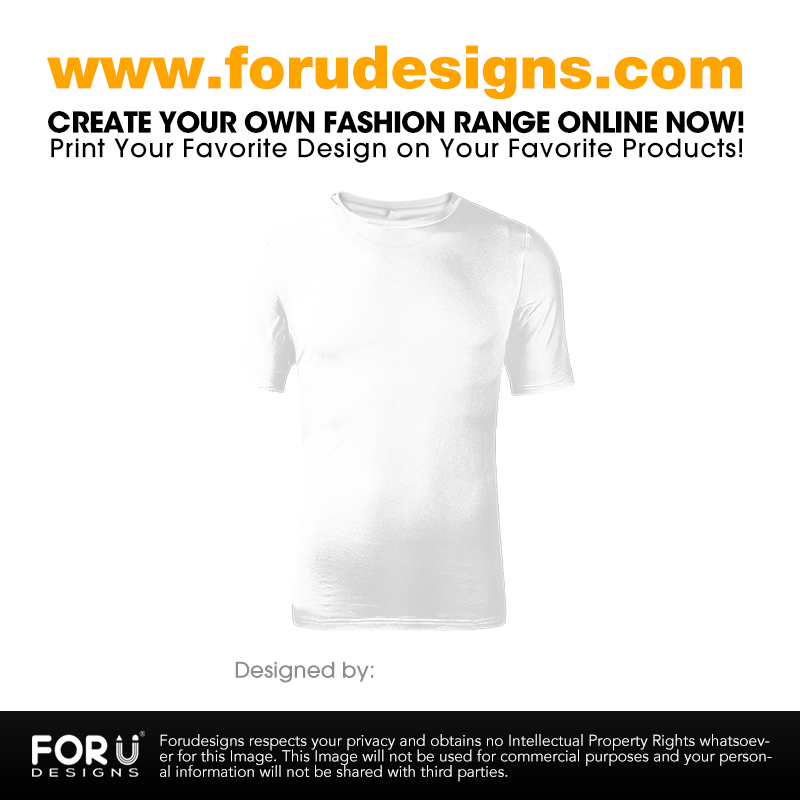 www.forudesigns.com
CREATE YOUR OWN FASHION RANGE ONLINE NOW!
Print Your Favorite Design on Your Favorite Products!
Designed by:
FOR U®
DESIGNS
Forudesigns respects your privacy and obtains no Intellectual Property Rights whatsoev-
er for this Image. This Image will not be used for commercial purposes and your person-
al information will not be shared with third parties.